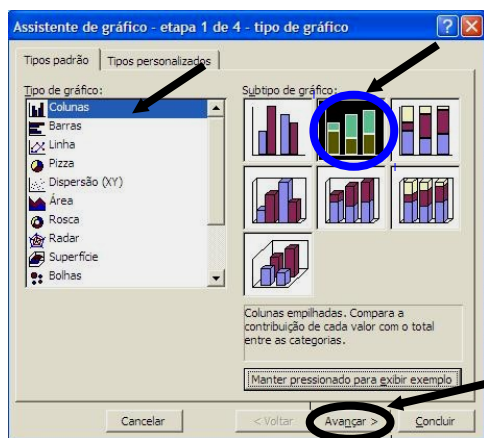 Assistente de gráfico - etapa 1 de 4 - tipo de gráfico
Tipos padrão Tipos personalizados
Tipo de gráfico:
Colunas
Barras
Linha
Pizza
Dispersão (XY)
Área
Rosca
Radar
Superfície
Bolhas
Subtipo de gráfico:
Colunas empilhadas. Compara a
contribuição de cada valor com o total
entre as categorias.
Manter pressionado para exibir exemplo
Cancelar < Voltar Avançar > Concluir